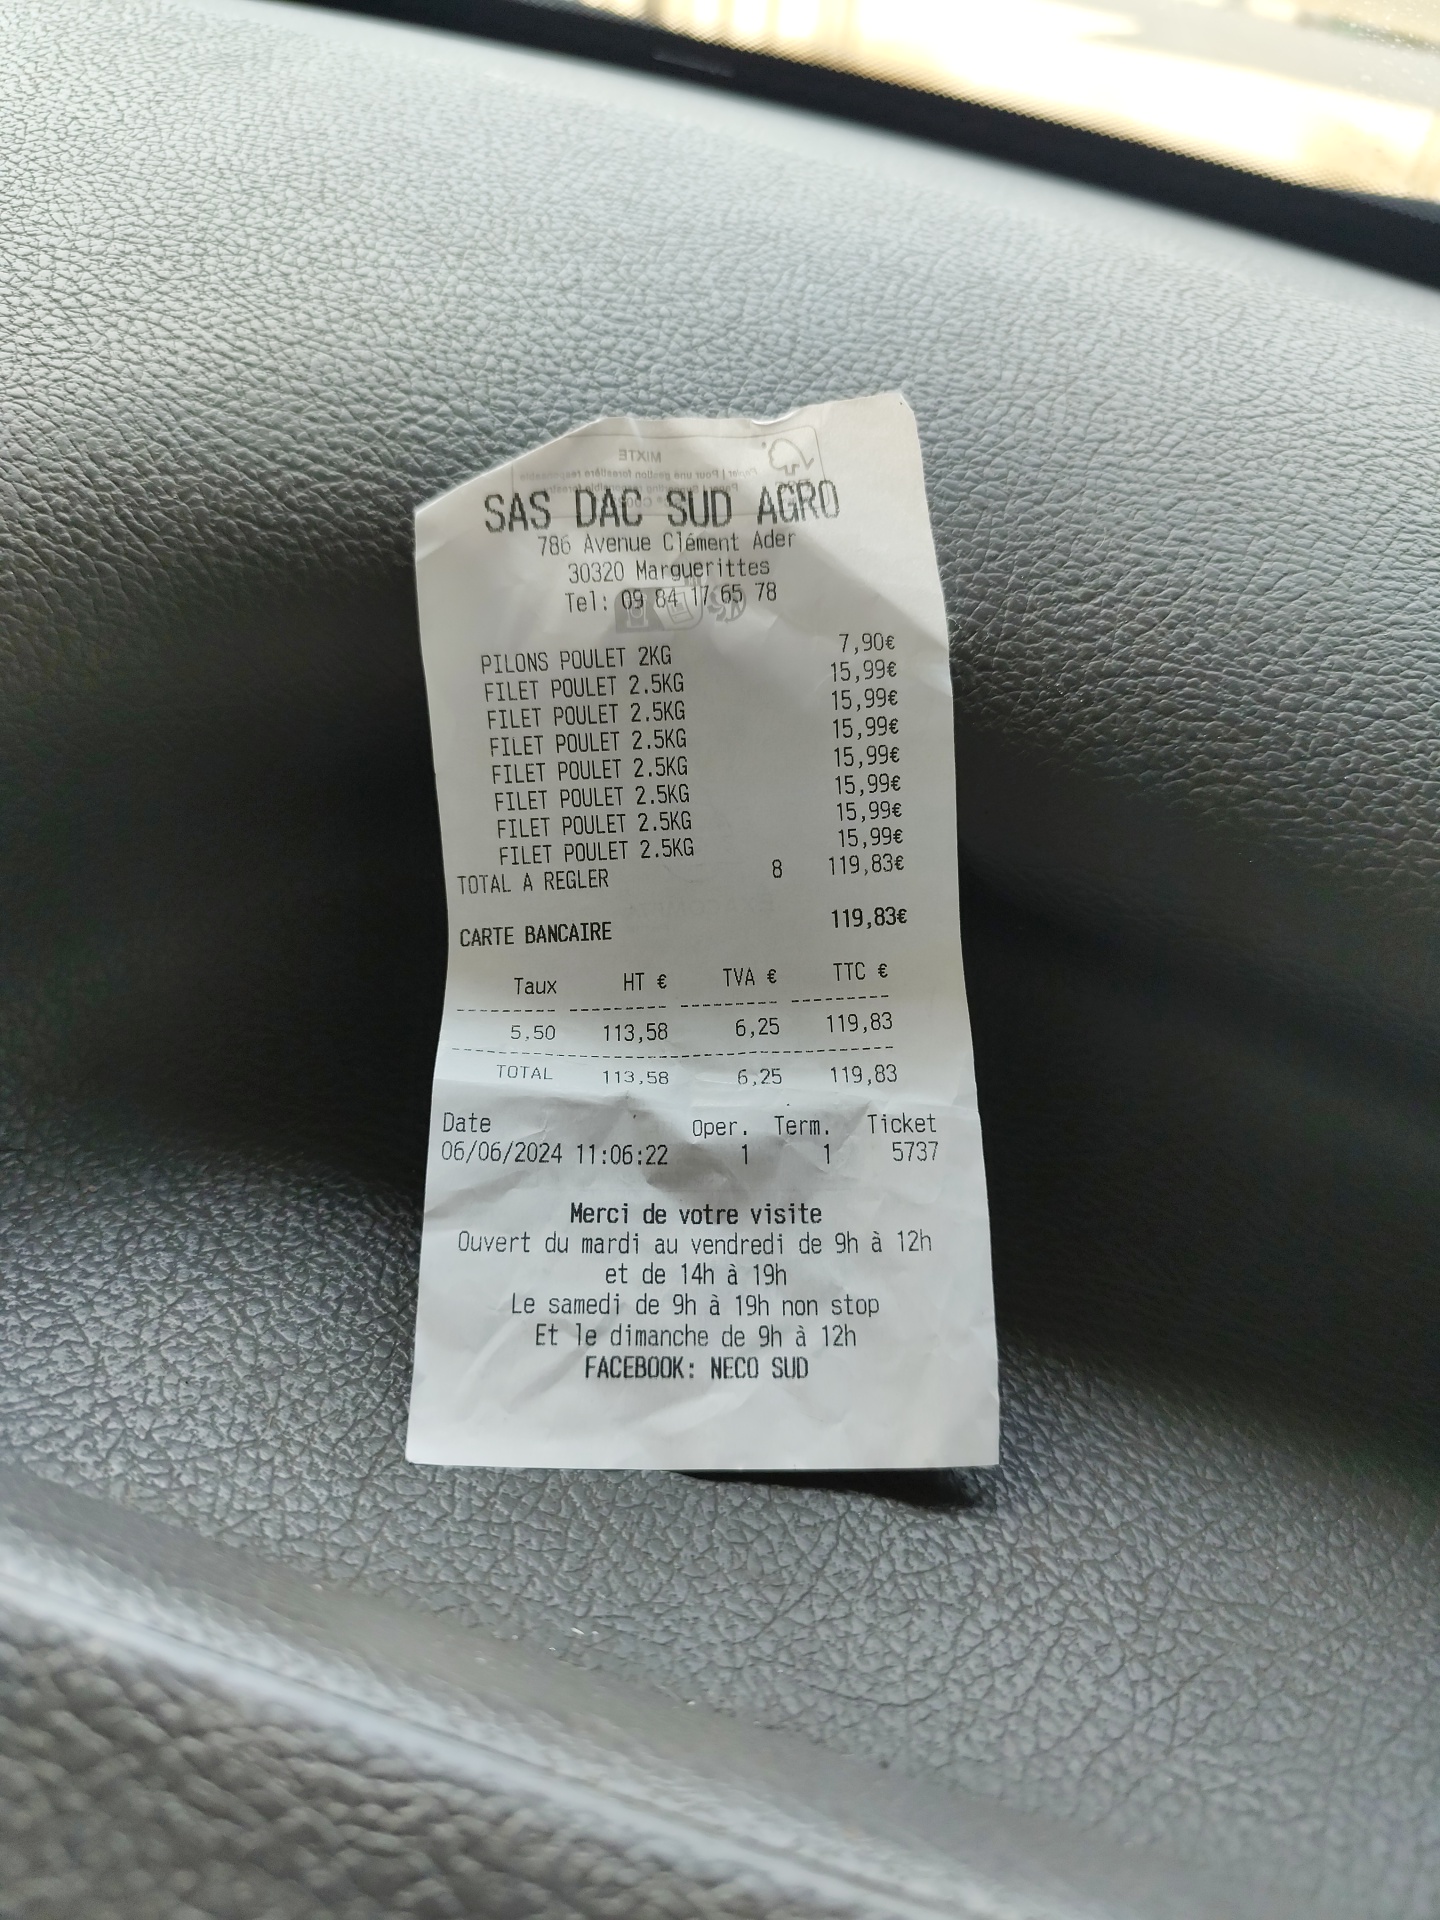 MIXTE
SAS DAC SUD AGRO
786 Avenue Clément Ader
30320 Marguerittes
Tel: 09 84 17 65 78
PILONS POULET 2KG 7,90€
FILET POULET 2.5KG 15,99€
FILET POULET 2.5KG 15,99€
FILET POULET 2.5KG 15,99€
FILET POULET 2.5KG 15,99€
FILET POULET 2.5KG 15,99€
FILET POULET 2.5KG 15,99€
FILET POULET 2.5KG 15,99€
TOTAL A REGLER 8 119,83€
CARTE BANCAIRE 119,83€
Taux HT € TVA € TTC €
5,50 113,58 6,25 119,83
TOTAL 113,58 6,25 119,83
Date Oper. Term. Ticket
06/06/2024 11:06:22 1 1 5737
Merci de votre visite
Ouvert du mardi au vendredi de 9h à 12h
et de 14h à 19h
Le samedi de 9h à 19h non stop
Et le dimanche de 9h à 12h
FACEBOOK: NECO SUD